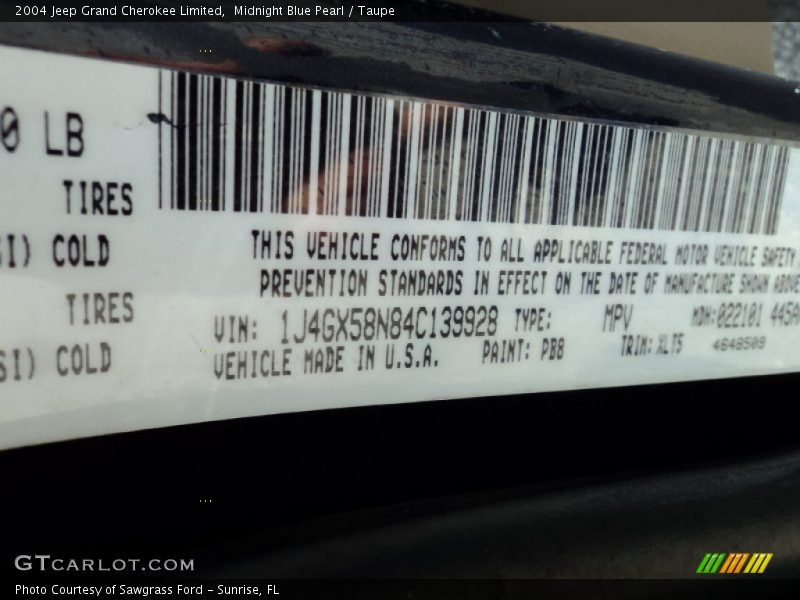 2004 Jeep Grand Cherokee Limited,  Midnight Blue Pearl / Taupe
0 LB
TIRES
SI) COLD
THIS VEHICLE CONFORMS TO ALL APPLICABLE FEDERAL MOTOR VEHICLE SAFETY
PREVENTION STANDARDS IN EFFECT ON THE DATE OF MANUFACTURE SHOWN ABOVE
TIRES
VIN: 1J4GX58N84C139928 TYPE: MPV MDH:022101 445A
SI) COLD
VEHICLE MADE IN U.S.A. PAINT: PB8 TRIM: XLT5 4648509
GTCARLOT.COM
Photo Courtesy of Sawgrass Ford - Sunrise, FL